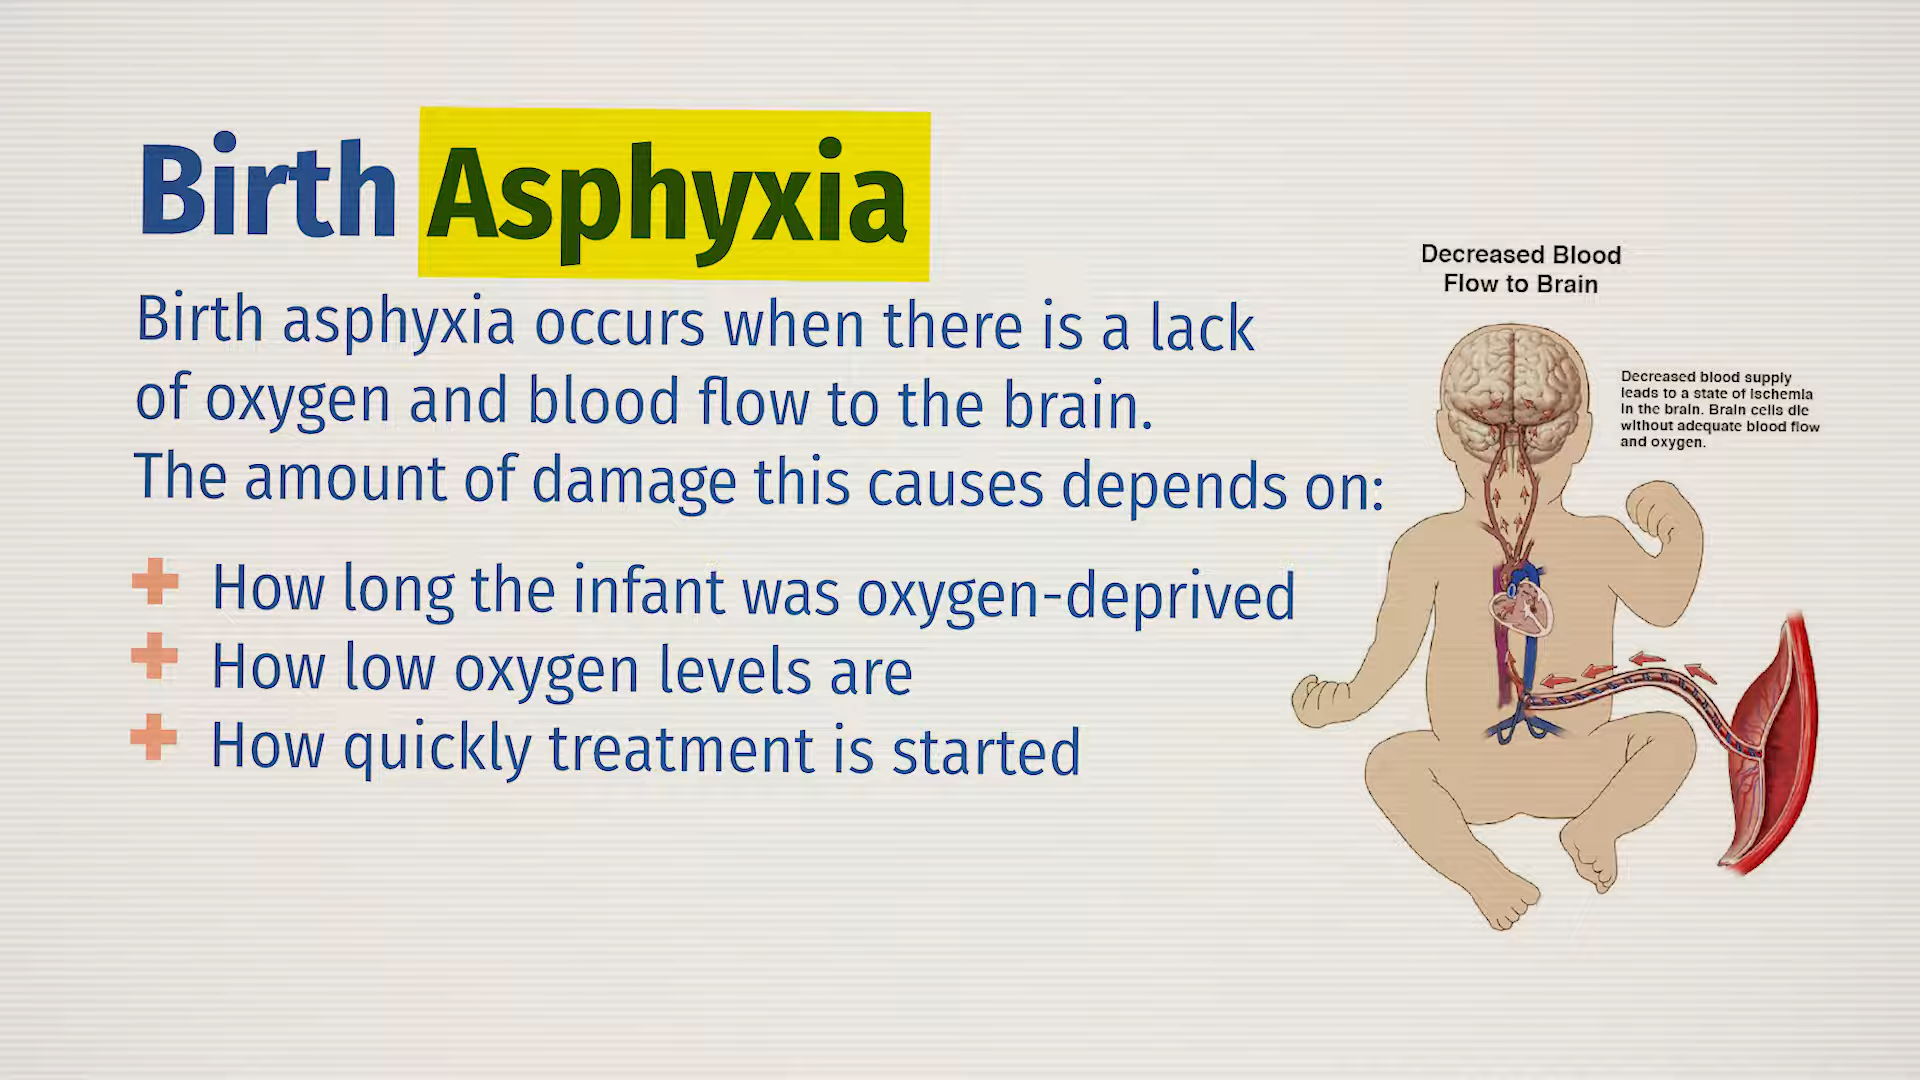 Birth Asphyxia
Birth asphyxia occurs when there is a lack
of oxygen and blood flow to the brain.
The amount of damage this causes depends on:
How long the infant was oxygen-deprived
How low oxygen levels are
How quickly treatment is started
Decreased Blood
Flow to Brain
Decreased blood supply
leads to a state of ischemia
in the brain. Brain cells die
without adequate blood flow
and oxygen.